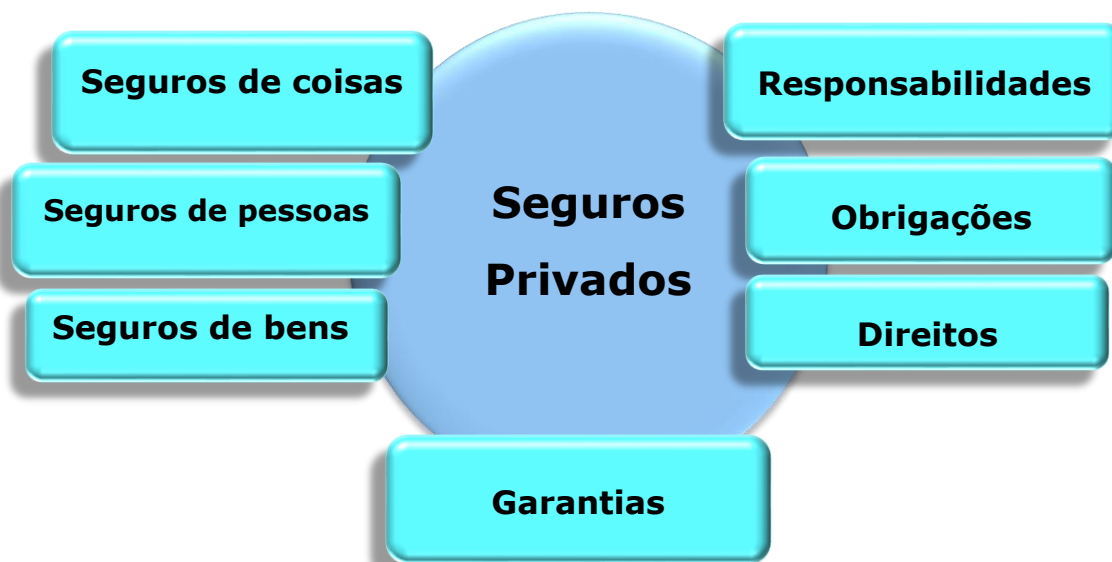 Seguros de coisas
Seguros de pessoas
Seguros de bens
Seguros
Privados
Responsabilidades
Obrigações
Direitos
Garantias